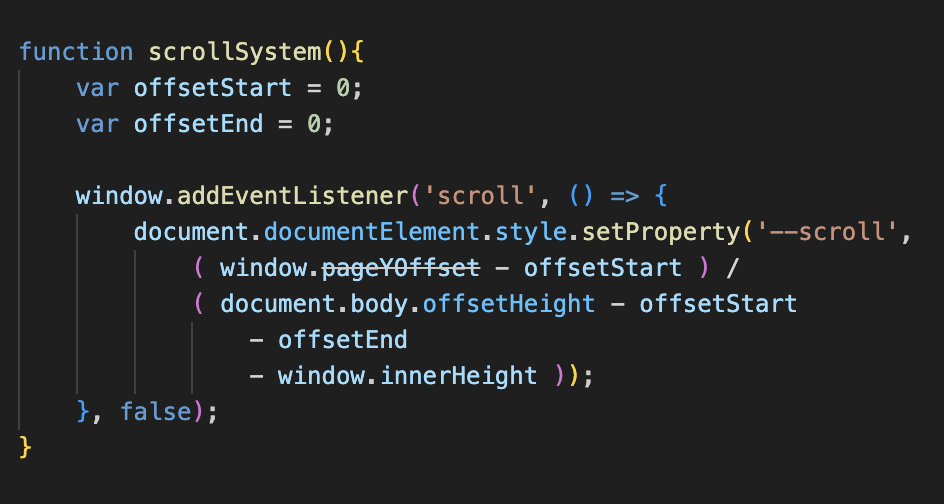 function scrollSystem(){
    var offsetStart = 0;
    var offsetEnd = 0;

    window.addEventListener('scroll', () => {
        document.documentElement.style.setProperty('--scroll',
            ( window.pageYOffset - offsetStart ) /
            ( document.body.offsetHeight - offsetStart
                - offsetEnd
                - window.innerHeight ));
    }, false);
}